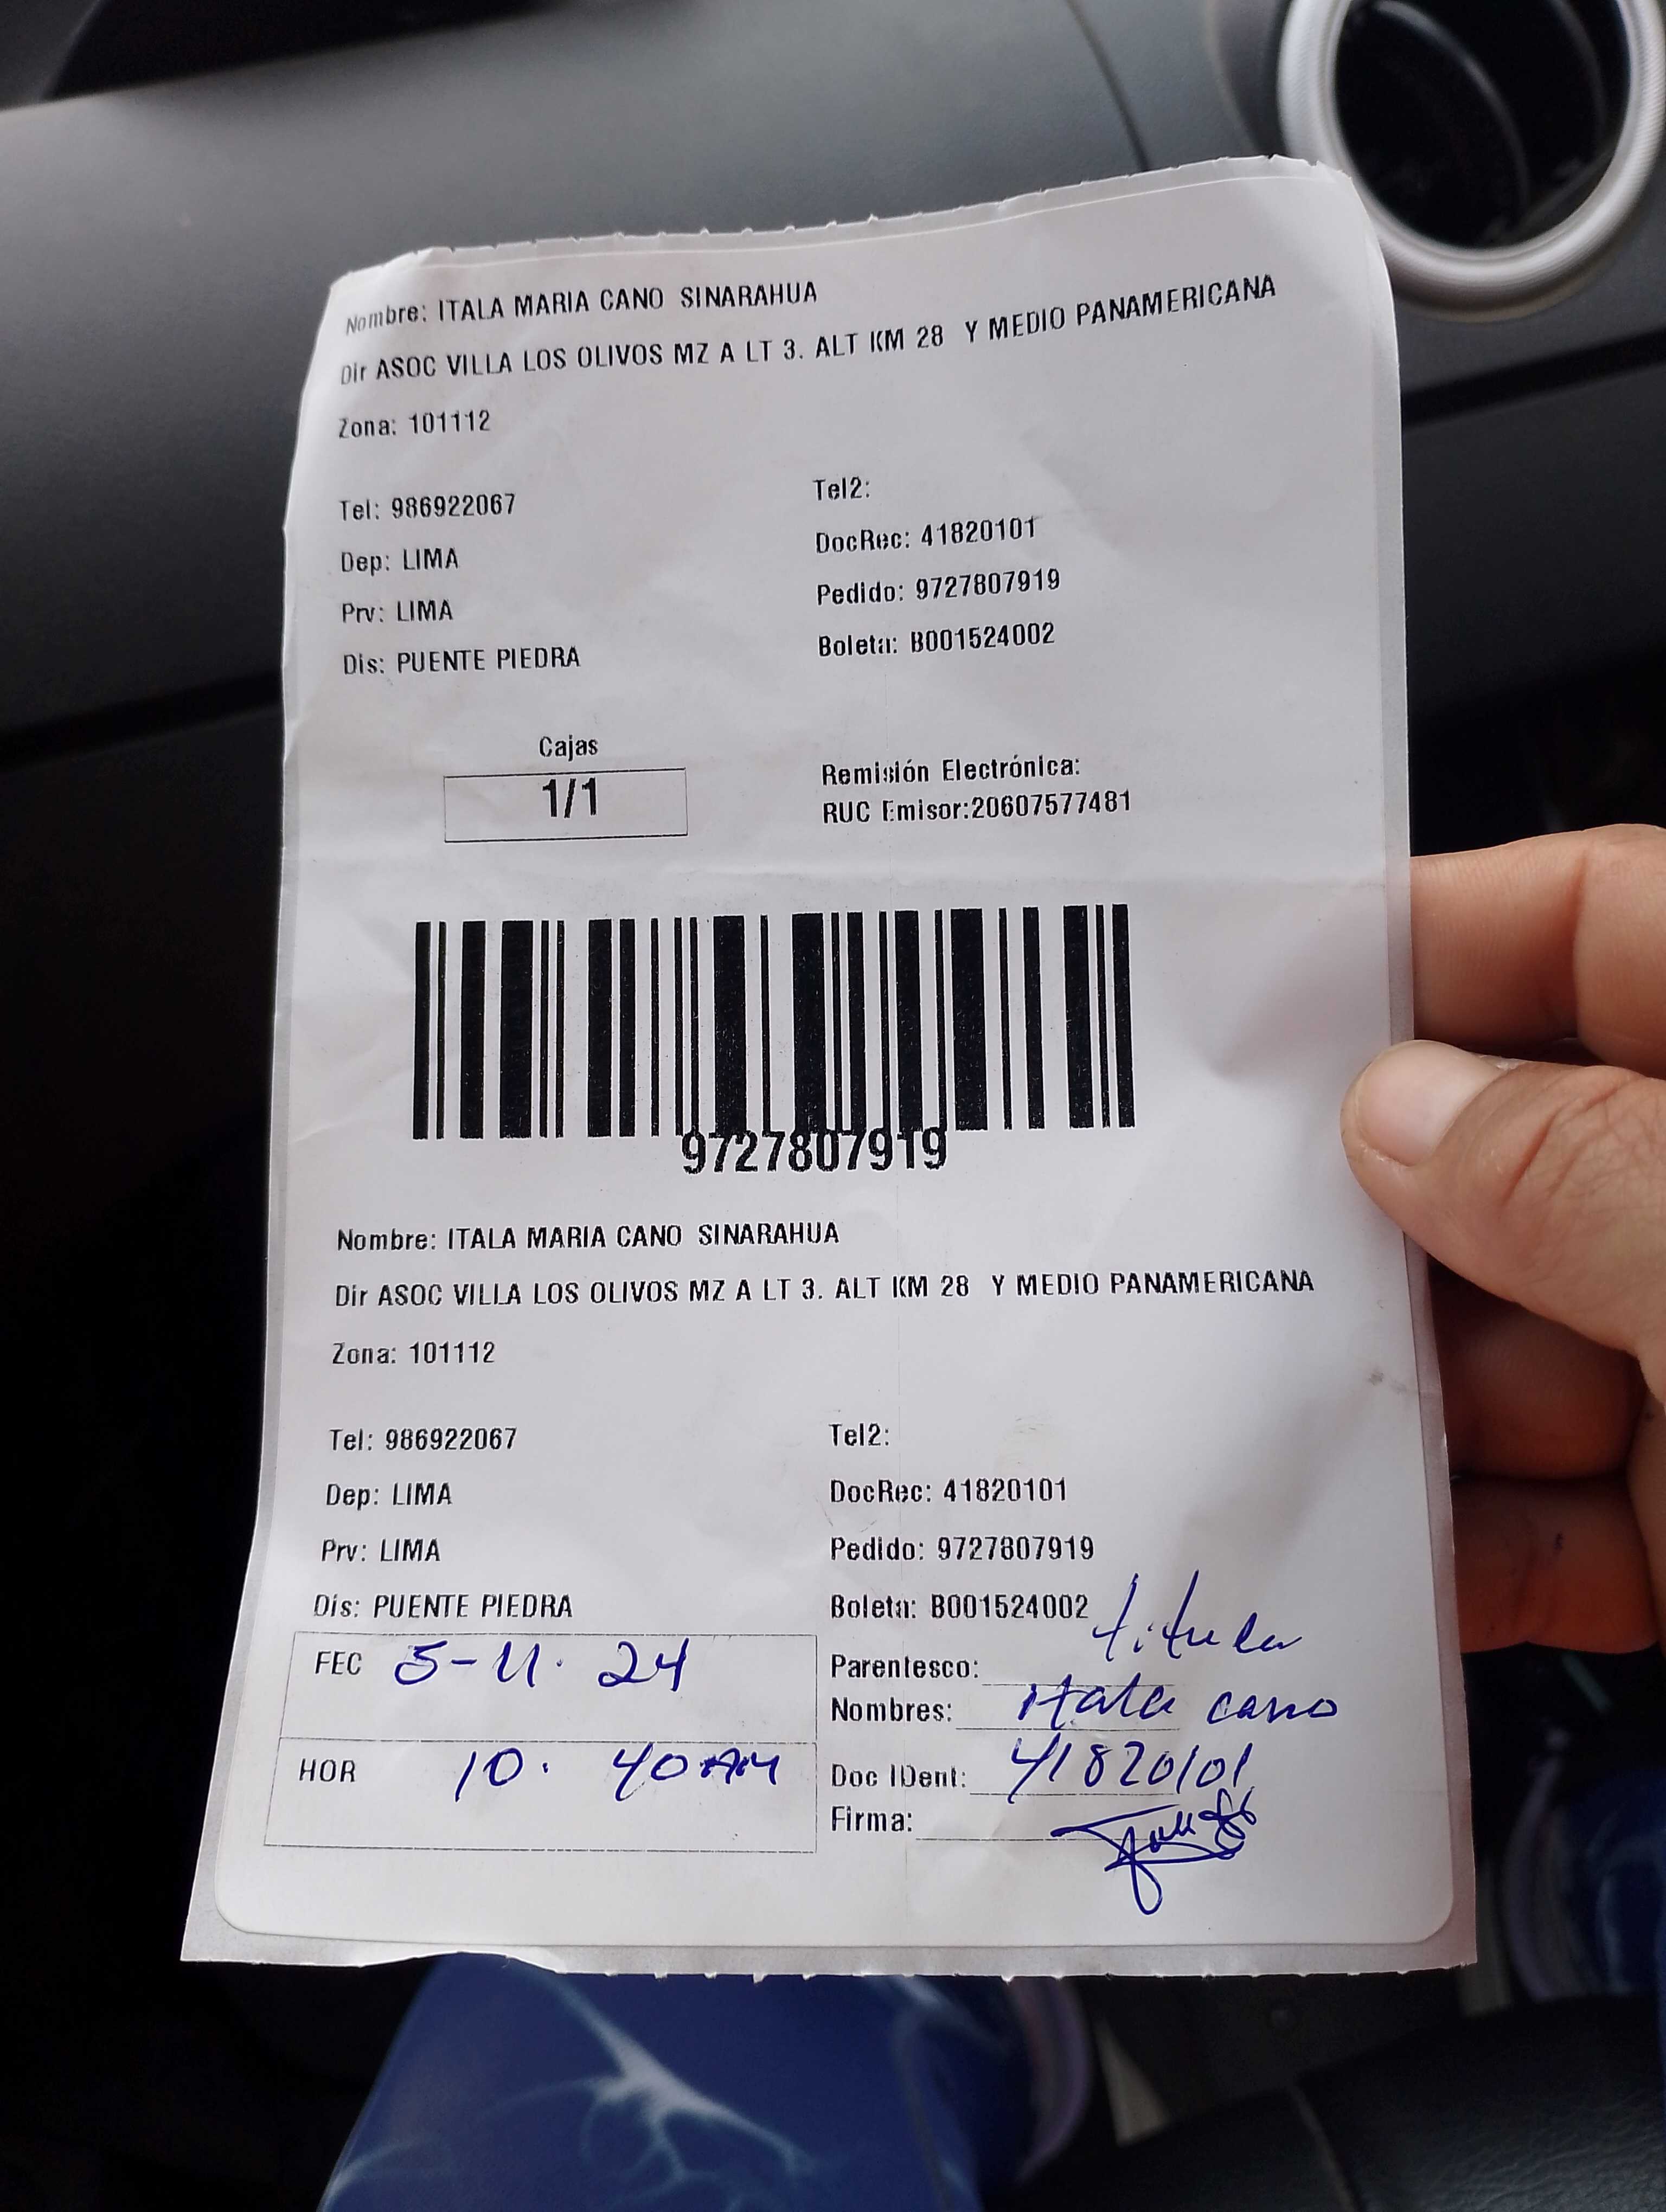 Nombre: ITALA MARIA CANO SINARAHUA
Dir ASOC VILLA LOS OLIVOS MZ A LT 3. ALT KM 28 Y MEDIO PANAMERICANA
Zona: 101112
Tel: 986922067
Tel2:
Dep: LIMA
DocRec: 41820101
Prv: LIMA
Pedido: 9727807919
Dis: PUENTE PIEDRA
Boleta: B001524002
Cajas
1/1
Remisión Electrónica:
RUC Emisor:20607577481
9727807919
Nombre: ITALA MARIA CANO SINARAHUA
Dir ASOC VILLA LOS OLIVOS MZ A LT 3. ALT KM 28 Y MEDIO PANAMERICANA
Zona: 101112
Tel: 986922067
Tel2:
Dep: LIMA
DocRec: 41820101
Prv: LIMA
Pedido: 9727807919
Dis: PUENTE PIEDRA
Boleta: B001524002
FEC 5-11. 24
Parentesco: titular
Nombres: itala cano
HOR 10. 40 AM
Doc IDent: 41820101
Firma: